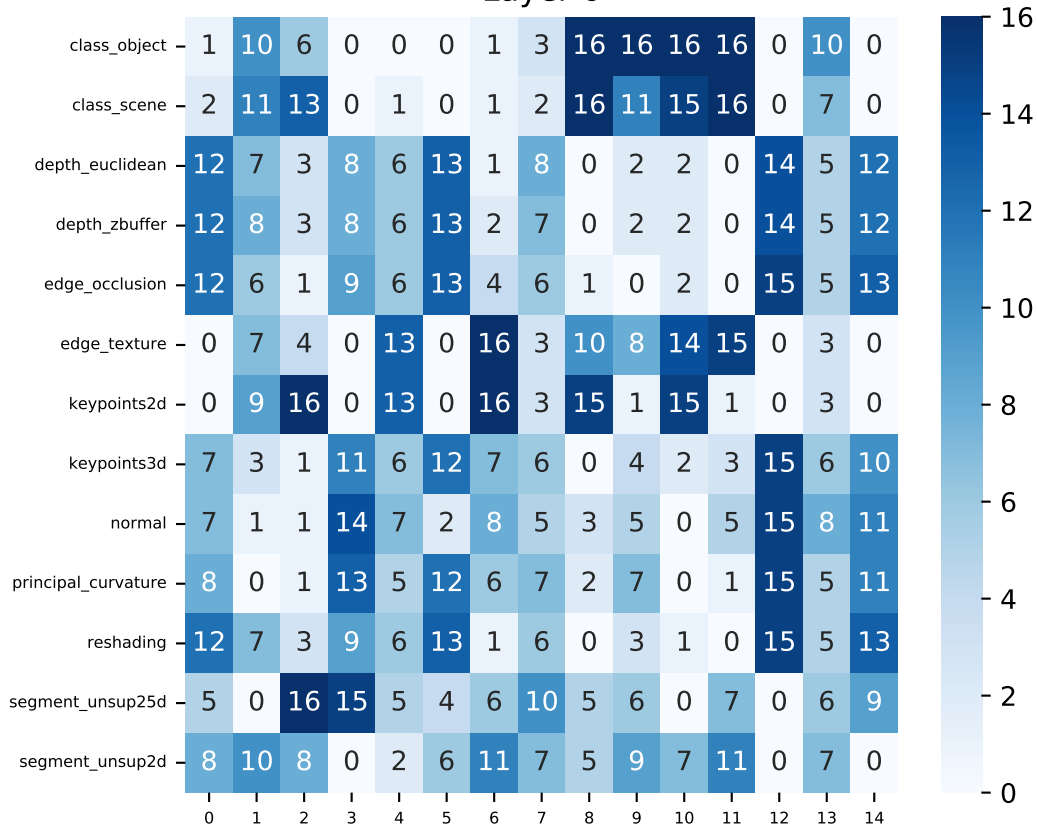 class_object 1 10 6 0 0 0 1 3 16 16 16 16 0 10 0
class_scene 2 11 13 0 1 0 1 2 16 11 15 16 0 7 0
depth_euclidean 12 7 3 8 6 13 1 8 0 2 2 0 14 5 12
depth_zbuffer 12 8 3 8 6 13 2 7 0 2 2 0 14 5 12
edge_occlusion 12 6 1 9 6 13 4 6 1 0 2 0 15 5 13
edge_texture 0 7 4 0 13 0 16 3 10 8 14 15 0 3 0
keypoints2d 0 9 16 0 13 0 16 3 15 1 15 1 0 3 0
keypoints3d 7 3 1 11 6 12 7 6 0 4 2 3 15 6 10
normal 7 1 1 14 7 2 8 5 3 5 0 5 15 8 11
principal_curvature 8 0 1 13 5 12 6 7 2 7 0 1 15 5 11
reshading 12 7 3 9 6 13 1 6 0 3 1 0 15 5 13
segment_unsup25d 5 0 16 15 5 4 6 10 5 6 0 7 0 6 9
segment_unsup2d 8 10 8 0 2 6 11 7 5 9 7 11 0 7 0
0 1 2 3 4 5 6 7 8 9 10 11 12 13 14
16
14
12
10
8
6
4
2
0